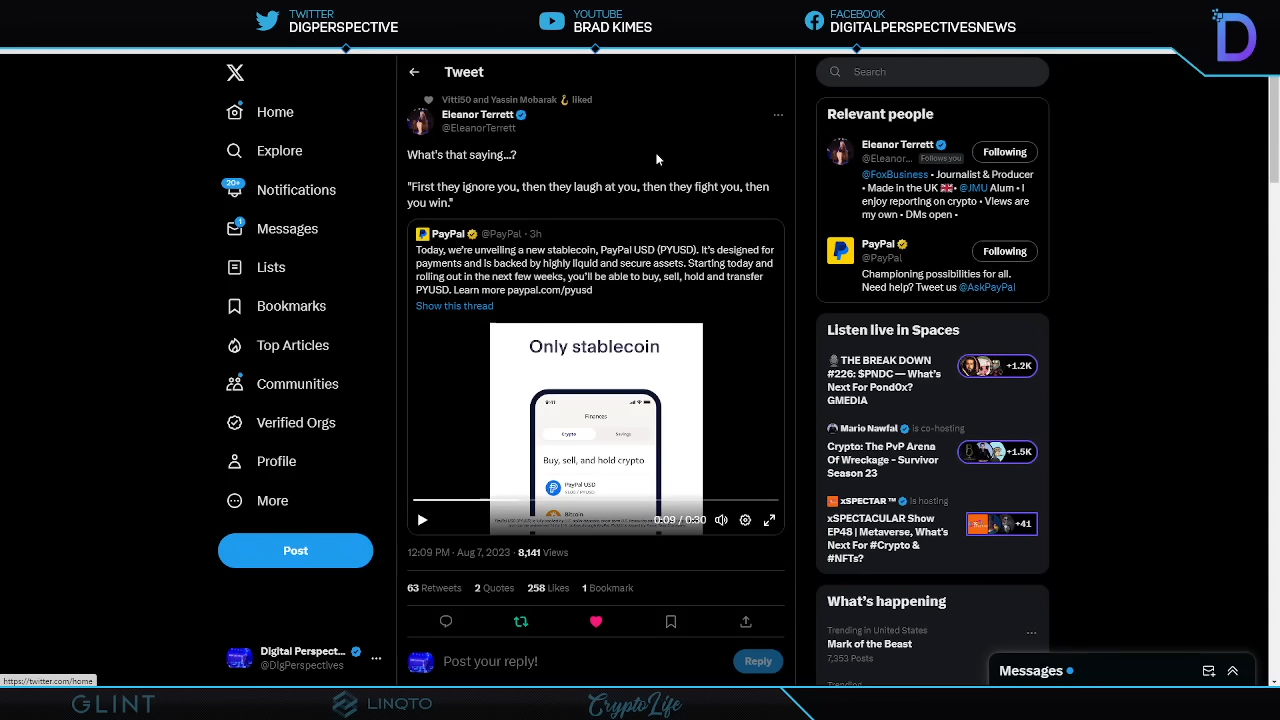 TWITTER
DIGPERSPECTIVE
YOUTUBE
BRAD KIMES
FACEBOOK
DIGITALPERSPECTIVESNEWS
D
X
Home
Explore
20+
Notifications
1
Messages
Lists
Bookmarks
Top Articles
Communities
Verified Orgs
Profile
More
Post
Digital Perspect...
@DIgPerspectives
https://twitter.com/home
Tweet
Vitti50 and Yassin Mobarak liked
Eleanor Terrett
@EleanorTerrett
What's that saying...?
"First they ignore you, then they laugh at you, then they fight you, then
you win."
PayPal @PayPal · 3h
Today, we're unveiling a new stablecoin, PayPal USD (PYUSD). It's designed for
payments and is backed by highly liquid and secure assets. Starting today and
rolling out in the next few weeks, you'll be able to buy, sell, hold and transfer
PYUSD. Learn more paypal.com/pyusd
Show this thread
Only stablecoin
Finances
Crypto Savings
Buy, sell, and hold crypto
PayPal USD
Bitcoin
0:09 / 0:30
12:09 PM · Aug 7, 2023 · 8,141 Views
63 Retweets 2 Quotes 258 Likes 1 Bookmark
Post your reply!
Reply
Search
Relevant people
Eleanor Terrett
@Eleanor... Follows you
Following
@FoxBusiness • Journalist & Producer
• Made in the UK 🇬🇧 • @JMU Alum • I
enjoy reporting on crypto • Views are
my own • DMs open •
PayPal
@PayPal
Following
Championing possibilities for all.
Need help? Tweet us @AskPayPal
Listen live in Spaces
THE BREAK DOWN
#226: $PNDC — What's
Next For Pond0x?
GMEDIA
+1.2K
Mario Nawfal is co-hosting
Crypto: The PvP Arena
Of Wreckage - Survivor
Season 23
+1.5K
xSPECTAR ™ is hosting
xSPECTACULAR Show
EP48 | Metaverse, What's
Next For #Crypto &
#NFTs?
+41
What's happening
Trending in United States
Mark of the Beast
7,353 Posts
Messages
GLINT
LINQTO
CryptoLife